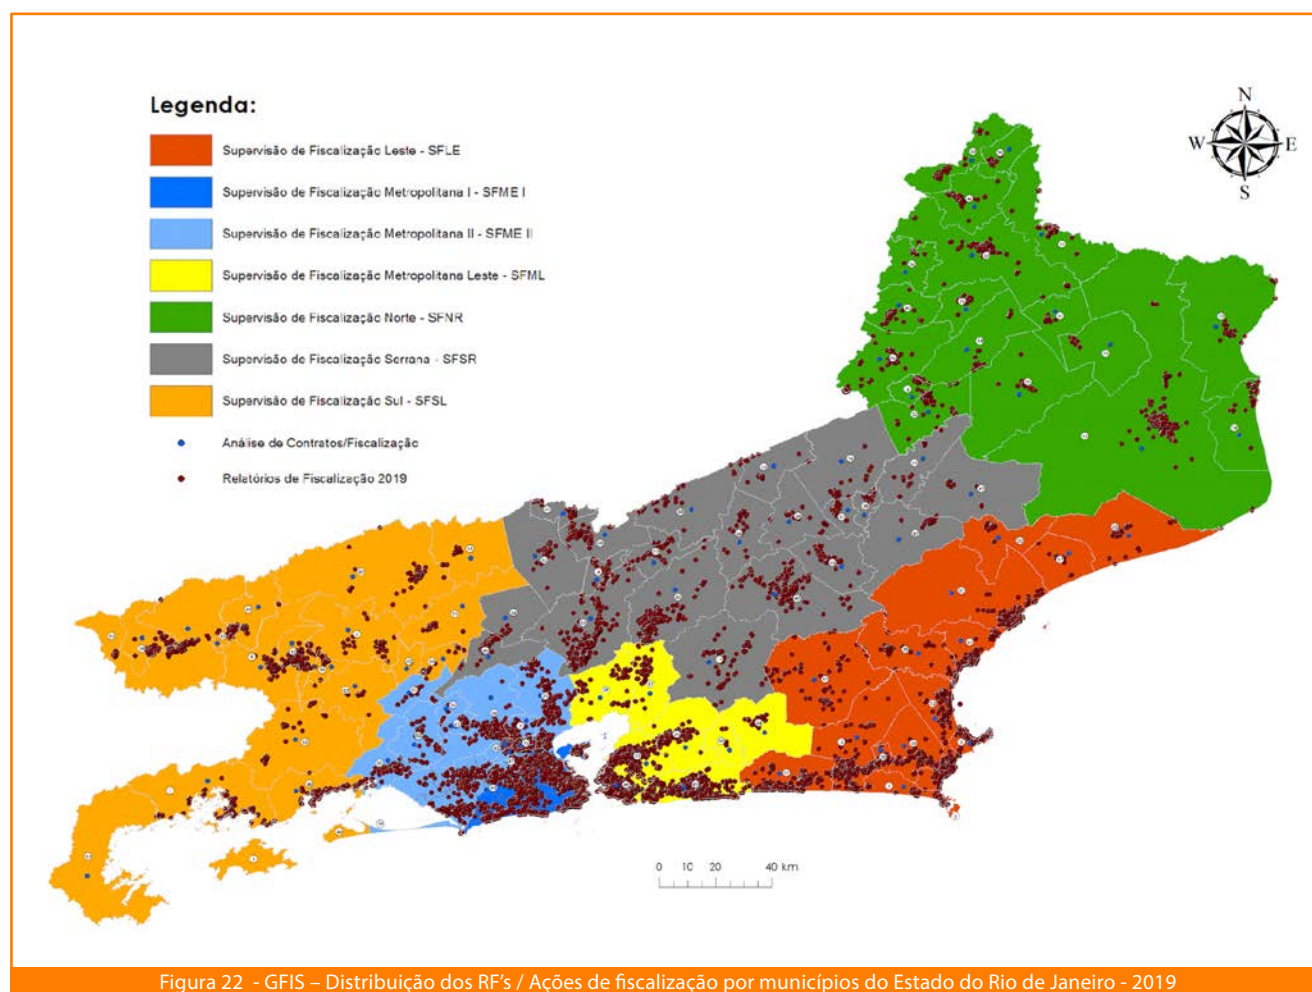 Legenda:
Supervisão de Fiscalização Leste - SFLE
Supervisão de Fiscalização Metropolitana I - SFME I
Supervisão de Fiscalização Metropolitana II - SFME II
Supervisão de Fiscalização Metropolitana Leste - SFML
Supervisão de Fiscalização Norte - SFNR
Supervisão de Fiscalização Serrana - SFSR
Supervisão de Fiscalização Sul - SFSL
Análise de Contratos/Fiscalização
Relatórios de Fiscalização 2019
N
W E
S
0 10 20 40 km
Figura 22 - GFIS – Distribuição dos RF's / Ações de fiscalização por municípios do Estado do Rio de Janeiro - 2019